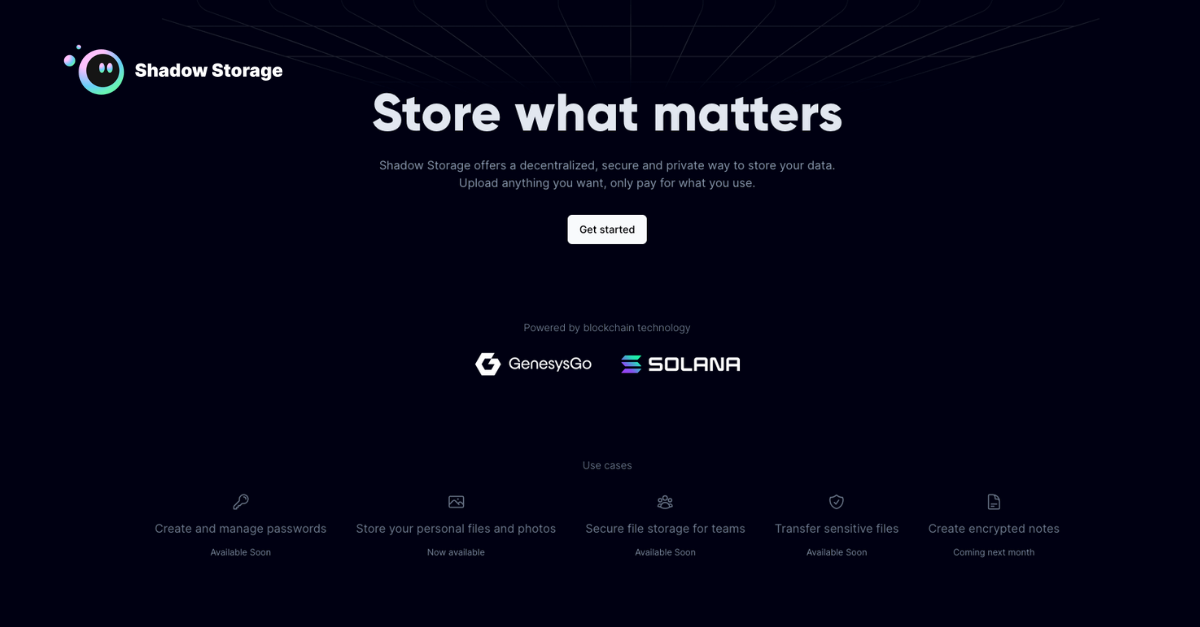 Shadow Storage
Store what matters
Shadow Storage offers a decentralized, secure and private way to store your data.
Upload anything you want, only pay for what you use.
Get started
Powered by blockchain technology
GenesysGo
SOLANA
Use cases
Create and manage passwords
Available Soon
Store your personal files and photos
Now available
Secure file storage for teams
Available Soon
Transfer sensitive files
Available Soon
Create encrypted notes
Coming next month